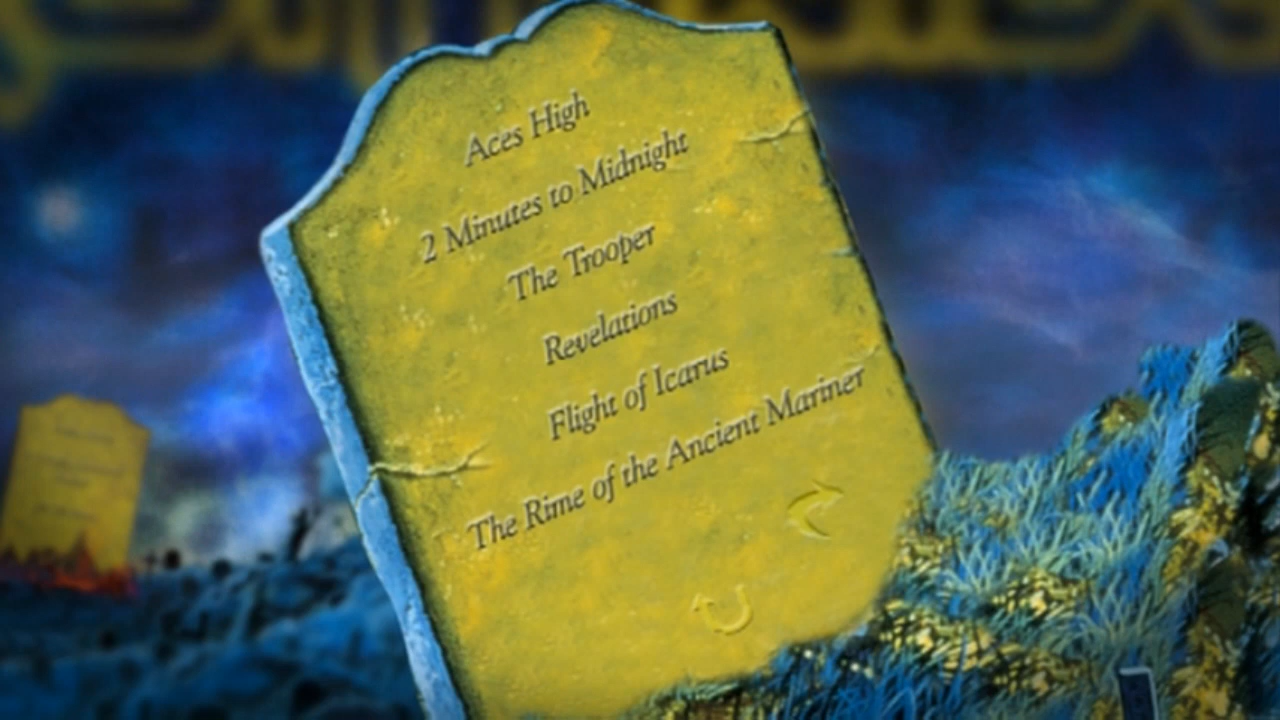 Aces High
2 Minutes to Midnight
The Trooper
Revelations
Flight of Icarus
The Rime of the Ancient Mariner